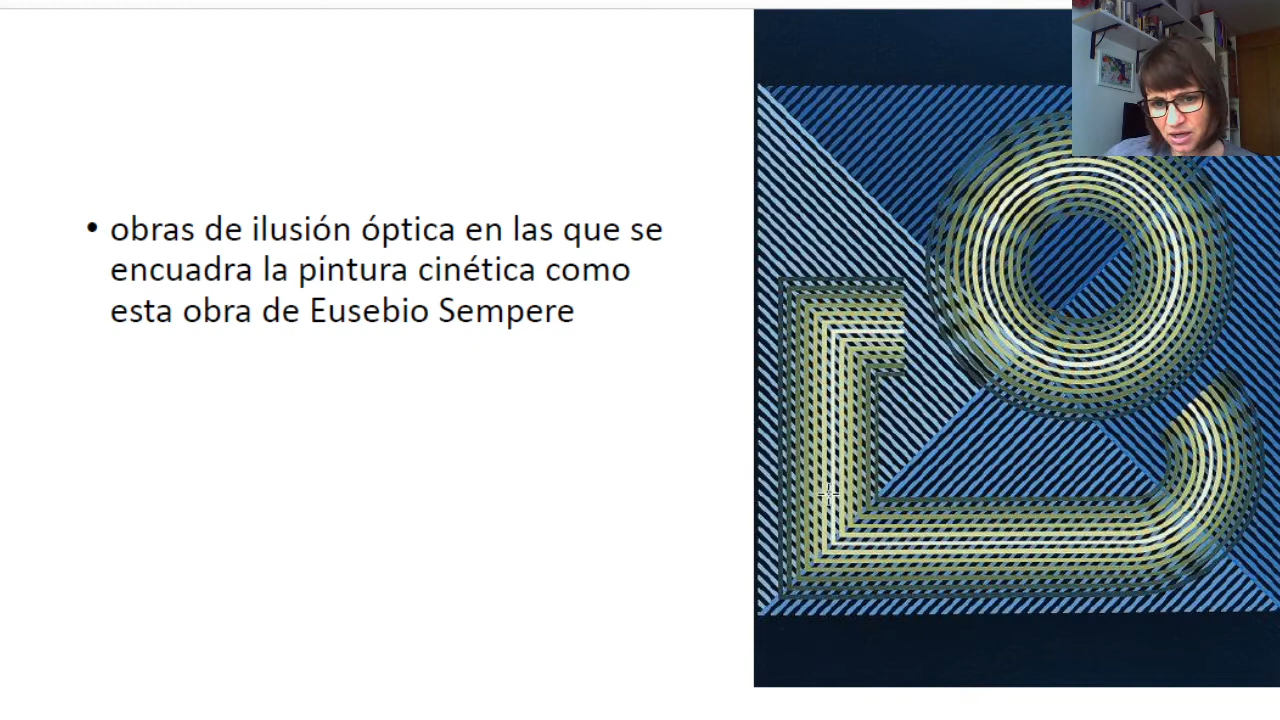 • obras de ilusión óptica en las que se
encuadra la pintura cinética como
esta obra de Eusebio Sempere